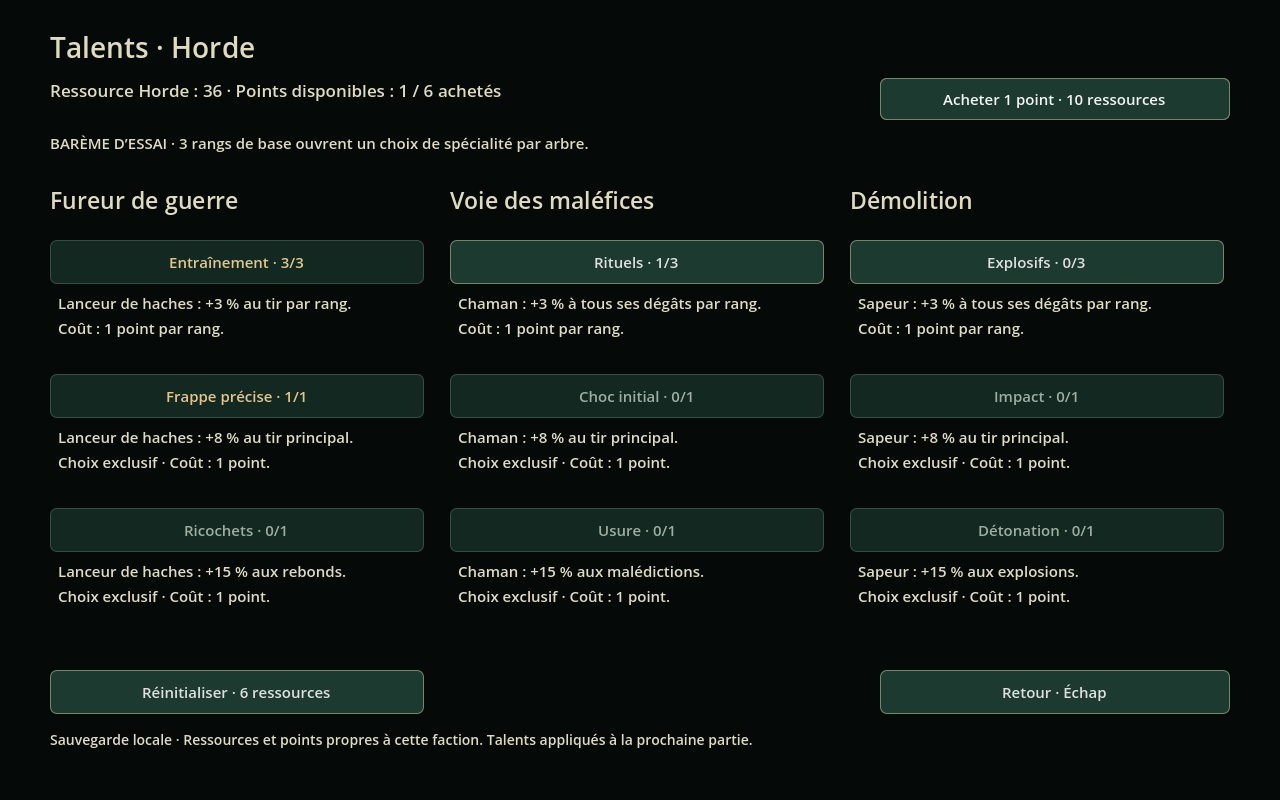 Talents · Horde
Ressource Horde : 36 · Points disponibles : 1 / 6 achetés
Acheter 1 point · 10 ressources
BARÈME D’ESSAI · 3 rangs de base ouvrent un choix de spécialité par arbre.
Fureur de guerre
Entraînement · 3/3
Lanceur de haches : +3 % au tir par rang.
Coût : 1 point par rang.
Frappe précise · 1/1
Lanceur de haches : +8 % au tir principal.
Choix exclusif · Coût : 1 point.
Ricochets · 0/1
Lanceur de haches : +15 % aux rebonds.
Choix exclusif · Coût : 1 point.
Voie des maléfices
Rituels · 1/3
Chaman : +3 % à tous ses dégâts par rang.
Coût : 1 point par rang.
Choc initial · 0/1
Chaman : +8 % au tir principal.
Choix exclusif · Coût : 1 point.
Usure · 0/1
Chaman : +15 % aux malédictions.
Choix exclusif · Coût : 1 point.
Démolition
Explosifs · 0/3
Sapeur : +3 % à tous ses dégâts par rang.
Coût : 1 point par rang.
Impact · 0/1
Sapeur : +8 % au tir principal.
Choix exclusif · Coût : 1 point.
Détonation · 0/1
Sapeur : +15 % aux explosions.
Choix exclusif · Coût : 1 point.
Réinitialiser · 6 ressources
Retour · Échap
Sauvegarde locale · Ressources et points propres à cette faction. Talents appliqués à la prochaine partie.